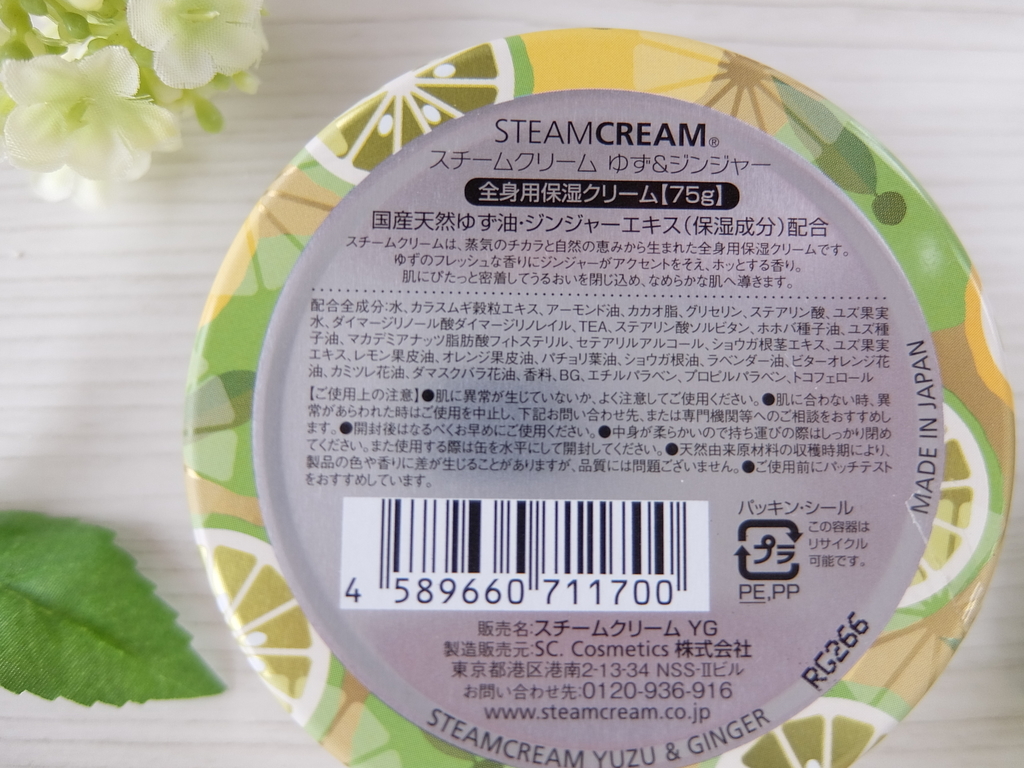 STEAMCREAM®
スチームクリーム ゆず&ジンジャー
全身用保湿クリーム【75g】
国産天然ゆず油・ジンジャーエキス（保湿成分）配合
スチームクリームは、蒸気のチカラと自然の恵みから生まれた全身用保湿クリームです。
ゆずのフレッシュな香りにジンジャーがアクセントをそえ、ホッとする香り。
肌にぴたっと密着してうるおいを閉じ込め、なめらかな肌へ導きます。
配合全成分:水、カラスムギ穀粒エキス、アーモンド油、カカオ脂、グリセリン、ステアリン酸、ユズ果実
水、ダイマージリノール酸ダイマージリノレイル、TEA、ステアリン酸ソルビタン、ホホバ種子油、ユズ種
子油、マカデミアナッツ脂肪酸フィトステリル、セテアリルアルコール、ショウガ根茎エキス、ユズ果実
エキス、レモン果皮油、オレンジ果皮油、パチョリ葉油、ショウガ根油、ラベンダー油、ビターオレンジ花
油、カミツレ花油、ダマスクバラ花油、香料、BG、エチルパラベン、プロピルパラベン、トコフェロール
【ご使用上の注意】●肌に異常が生じていないか、よく注意してご使用ください。●肌に合わない時、異
常があらわれた時はご使用を中止し、下記お問い合わせ先、または専門機関等へのご相談をおすすめし
ます。●開封後はなるべくお早めにご使用ください。●中身が柔らかいので持ち運びの際はしっかり閉め
てください。また使用する際は缶を水平にして開封してください。●天然由来原材料の収穫時期により、
製品の色や香りに差が生じることがありますが、品質には問題ございません。●ご使用前にパッチテスト
をおすすめしています。
MADE IN JAPAN
4 589660 711700
パッキン・シール
プラ
この容器は
リサイクル
可能です。
PE,PP
販売名:スチームクリーム YG
製造販売元:SC. Cosmetics 株式会社
東京都港区港南2-13-34 NSS-Ⅱビル
お問い合わせ先:0120-936-916
www.steamcream.co.jp
RG266
STEAMCREAM YUZU & GINGER